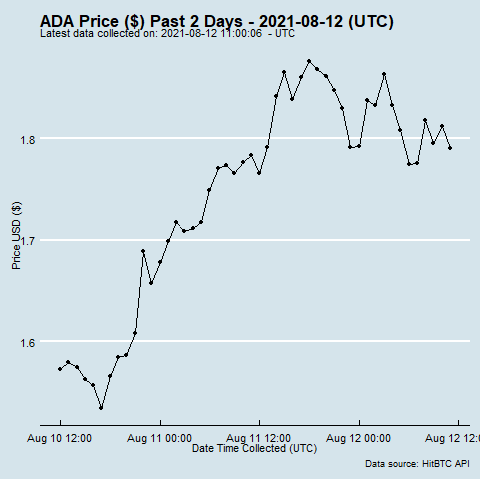 ADA Price ($) Past 2 Days - 2021-08-12 (UTC)
Latest data collected on: 2021-08-12 11:00:06 - UTC
1.8
1.7
1.6
Price USD ($)
Aug 10 12:00 Aug 11 00:00 Aug 11 12:00 Aug 12 00:00 Aug 12 12:0
Date Time Collected (UTC)
Data source: HitBTC API